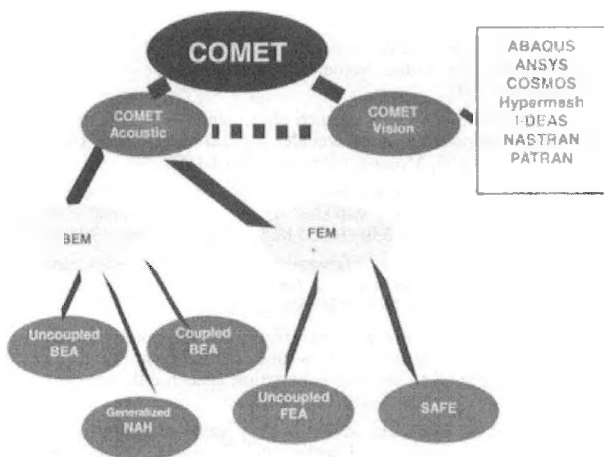 COMET
COMET
Acoustic
COMET
Vision
ABAQUS
ANSYS
COSMOS
Hypermesh
I-DEAS
NASTRAN
PATRAN
BEM
FEM
Uncoupled
BEA
Coupled
BEA
Generalized
NAH
Uncoupled
FEA
SAFE